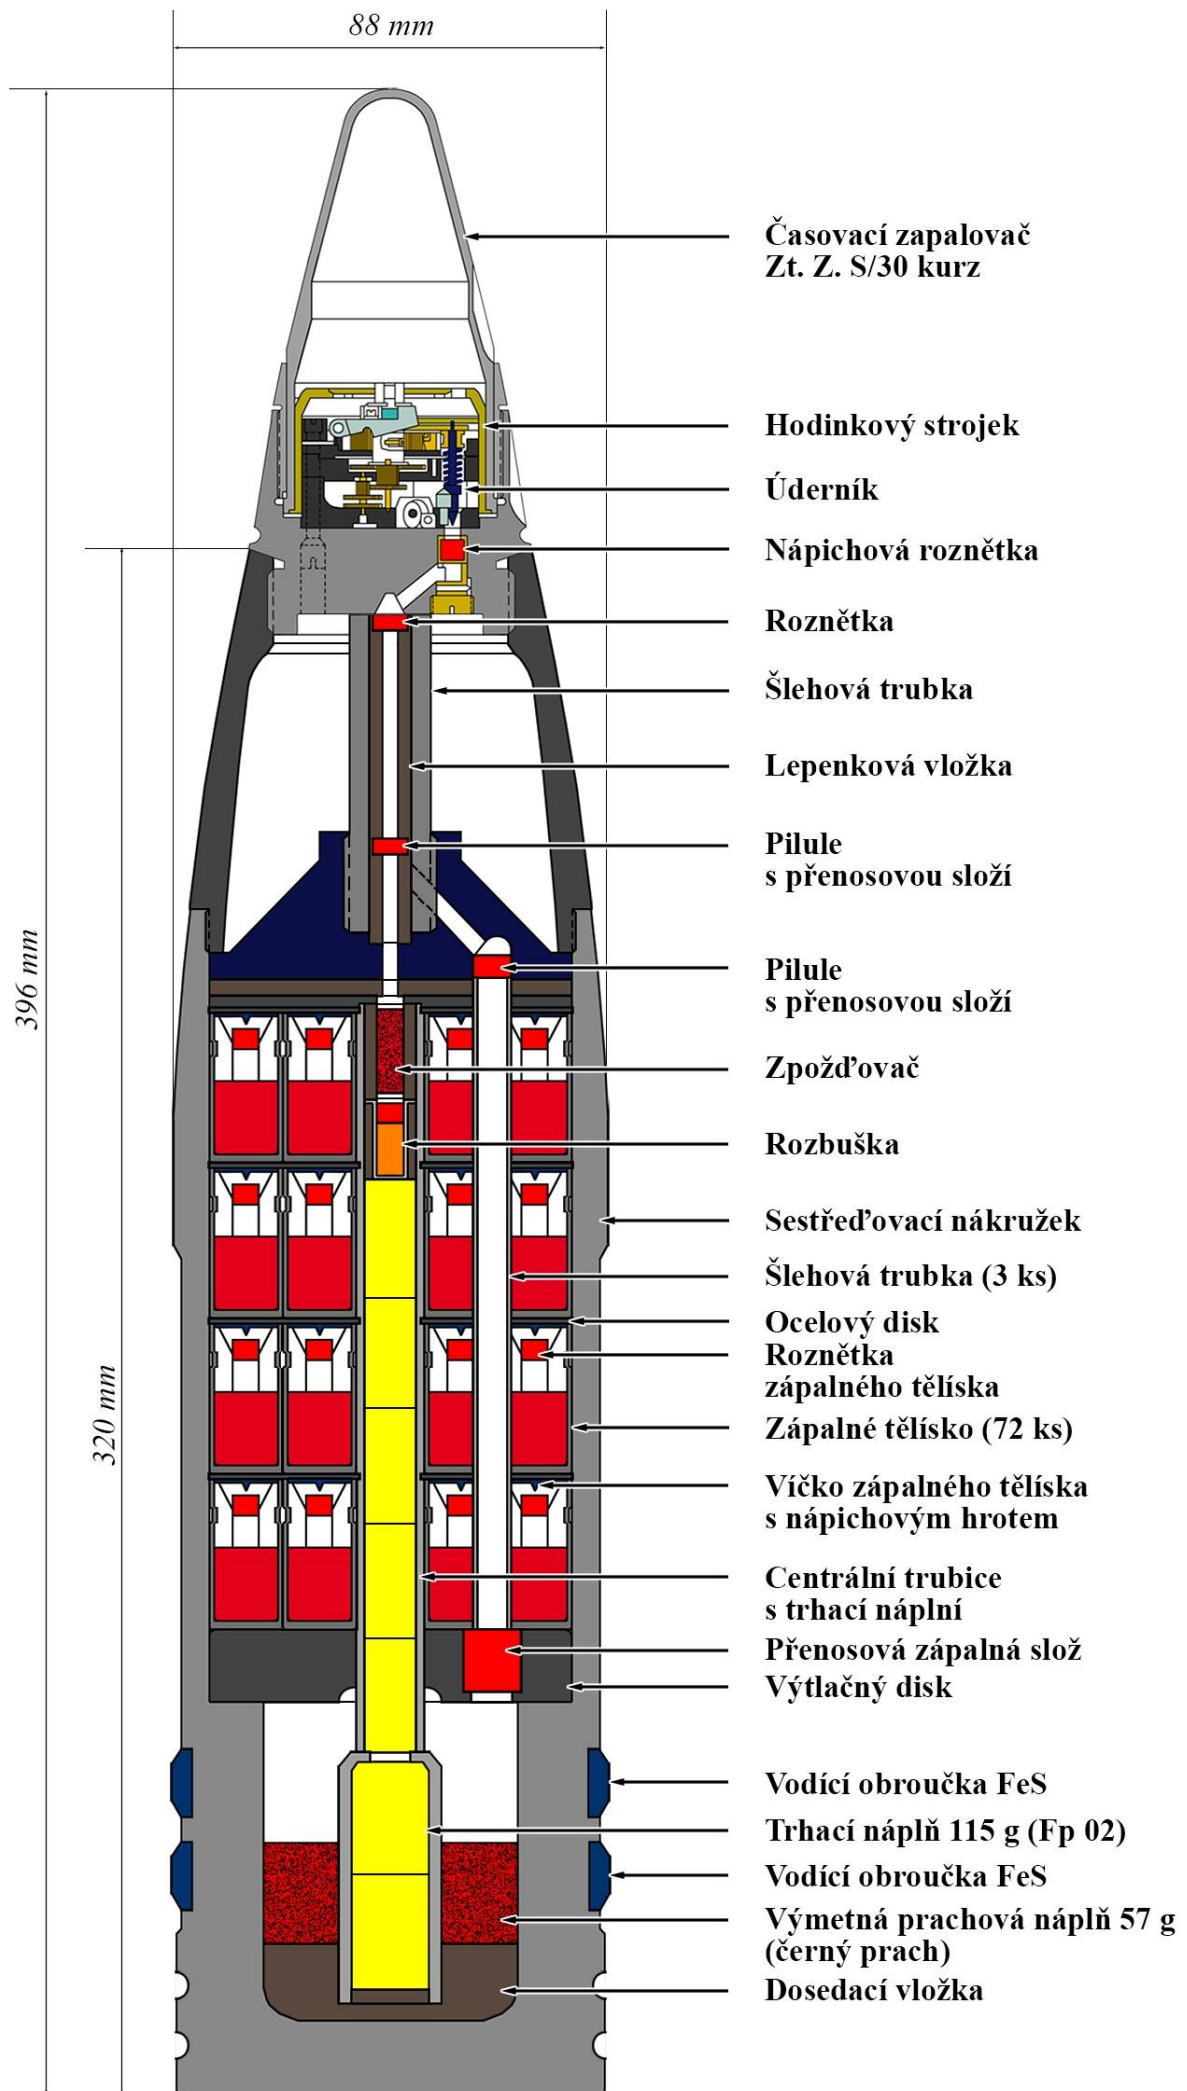 88 mm
Časovací zapalovač
Zt. Z. S/30 kurz
Hodinkový strojek
Úderník
Nápichová roznětka
Roznětka
Šlehová trubka
Lepenková vložka
Pilule
s přenosovou složí
Pilule
s přenosovou složí
396 mm
Zpožďovač
Rozbuška
Sestřeďovací nákružek
Šlehová trubka (3 ks)
Ocelový disk
Roznětka
zápalného tělíska
320 mm
Zápalné tělísko (72 ks)
Víčko zápalného tělíska
s nápichovým hrotem
Centrální trubice
s trhací náplní
Přenosová zápalná slož
Výtlačný disk
Vodící obroučka FeS
Trhací náplň 115 g (Fp 02)
Vodící obroučka FeS
Výmetná prachová náplň 57 g
(černý prach)
Dosedací vložka